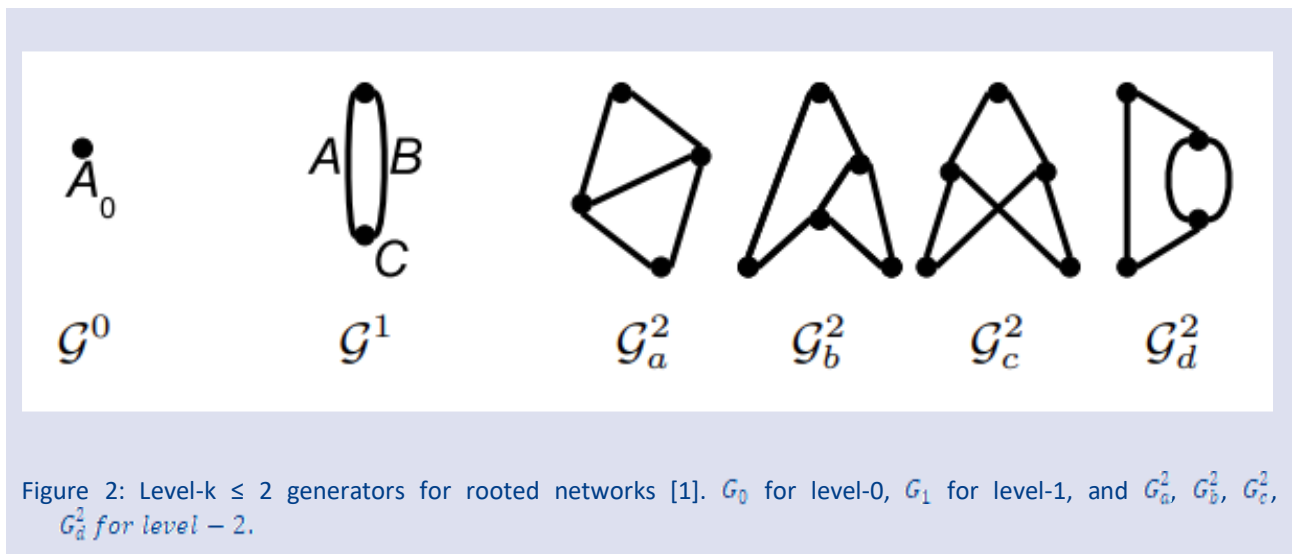 A₀ A B C
𝒢⁰ 𝒢¹ 𝒢²ₐ 𝒢²_b 𝒢²_c 𝒢²_d
Figure 2: Level-k ≤ 2 generators for rooted networks [1]. G₀ for level-0, G₁ for level-1, and G²ₐ, G²_b, G²_c,
G²_d for level − 2.